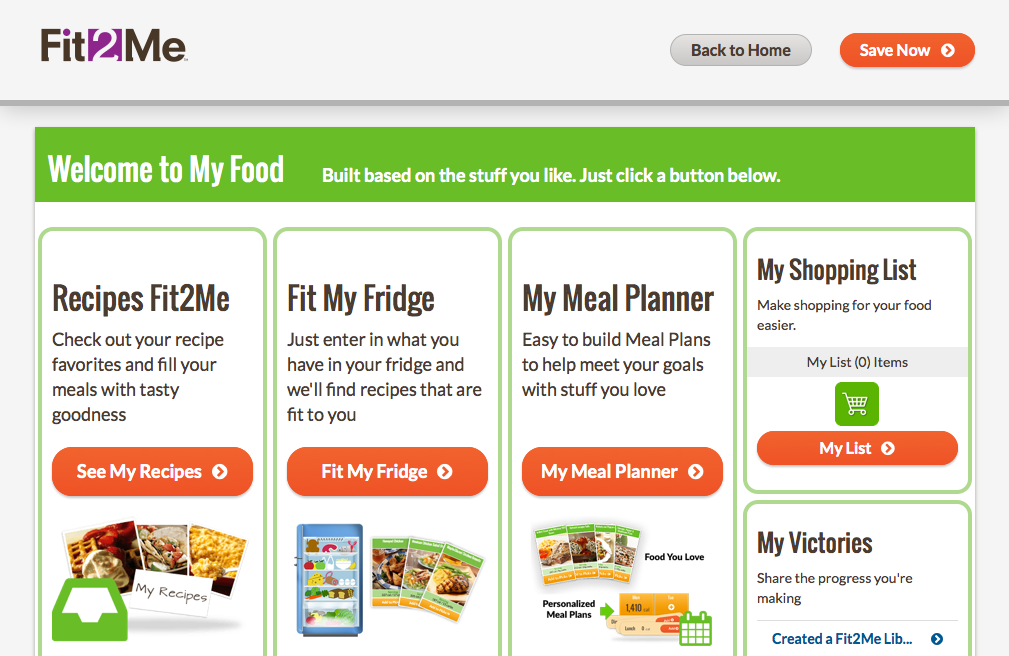 Fit2Me
Back to Home
Save Now
Welcome to My Food
Built based on the stuff you like. Just click a button below.
Recipes Fit2Me
Check out your recipe
favorites and fill your
meals with tasty
goodness
See My Recipes
My Recipes
Fit My Fridge
Just enter in what you
have in your fridge and
we'll find recipes that are
fit to you
Fit My Fridge
My Meal Planner
Easy to build Meal Plans
to help meet your goals
with stuff you love
My Meal Planner
Food You Love
Personalized
Meal Plans
1,410
Lunch
My Shopping List
Make shopping for your food
easier.
My List (0) Items
My List
My Victories
Share the progress you're
making
Created a Fit2Me Lib...